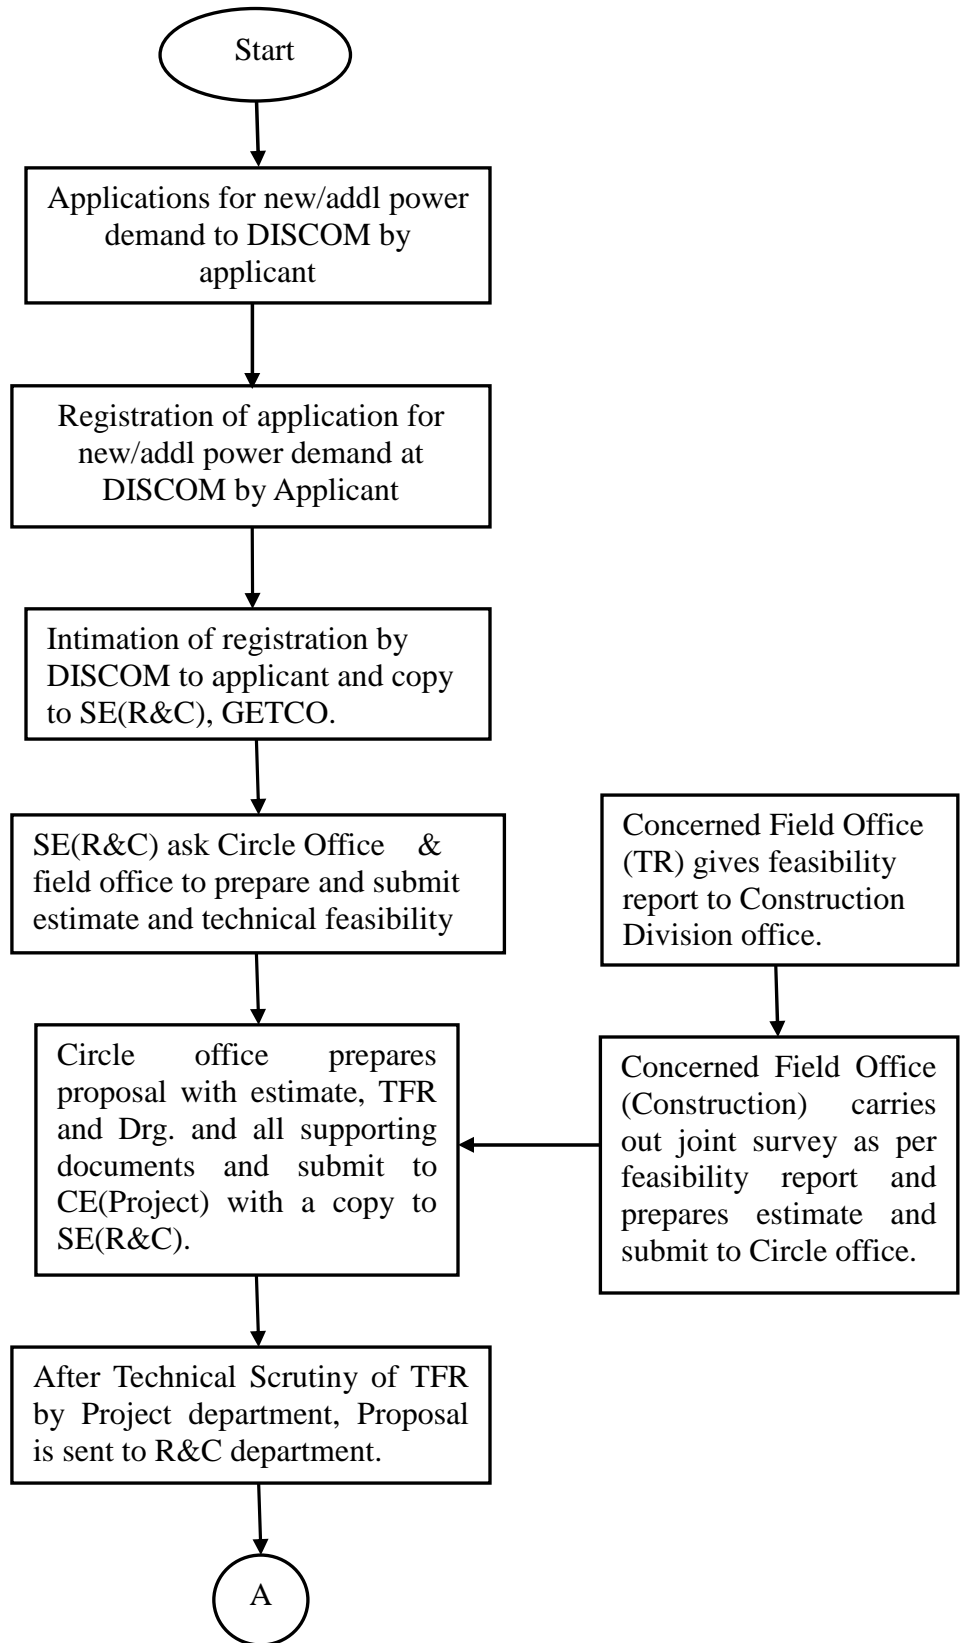 Start
Applications for new/addl power
demand to DISCOM by
applicant
Registration of application for
new/addl power demand at
DISCOM by Applicant
Intimation of registration by
DISCOM to applicant and copy
to SE(R&C), GETCO.
SE(R&C) ask Circle Office &
field office to prepare and submit
estimate and technical feasibility
Concerned Field Office
(TR) gives feasibility
report to Construction
Division office.
Circle office prepares
proposal with estimate, TFR
and Drg. and all supporting
documents and submit to
CE(Project) with a copy to
SE(R&C).
Concerned Field Office
(Construction) carries
out joint survey as per
feasibility report and
prepares estimate and
submit to Circle office.
After Technical Scrutiny of TFR
by Project department, Proposal
is sent to R&C department.
A